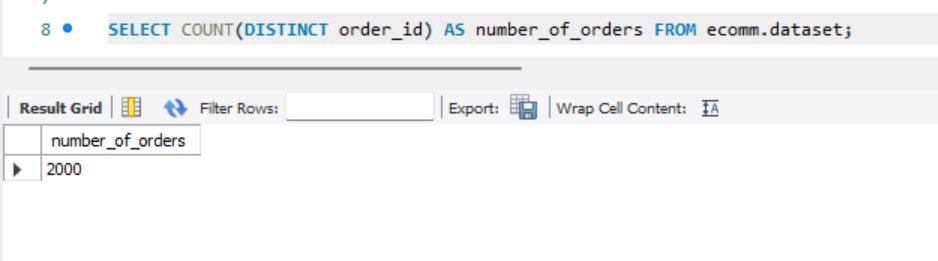 8 SELECT COUNT(DISTINCT order_id) AS number_of_orders FROM ecomm.dataset;
Result Grid Filter Rows: Export: Wrap Cell Content:
number_of_orders
2000